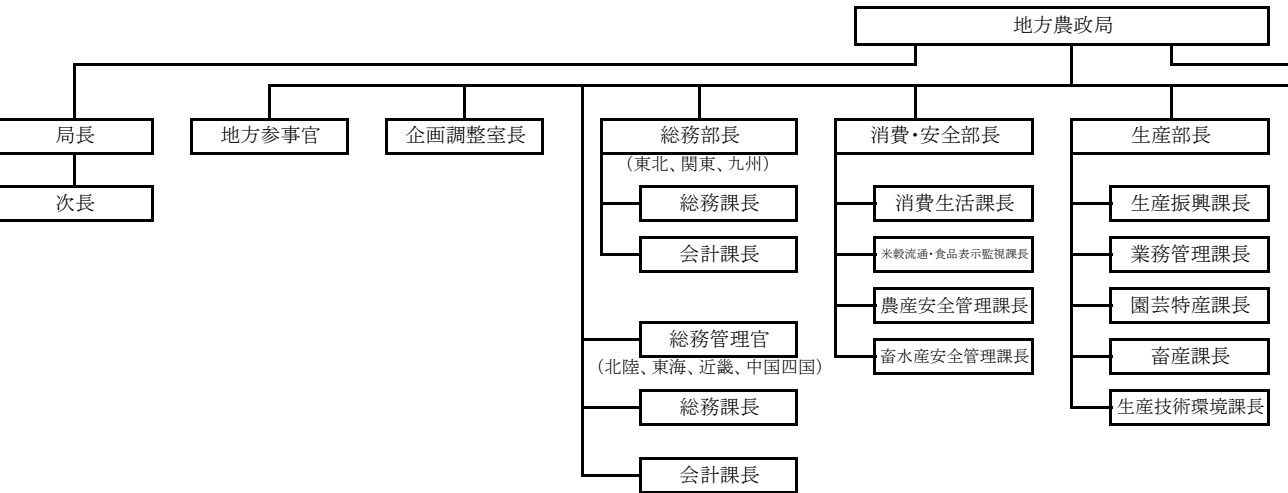 地方農政局
局長
次長
地方参事官
企画調整室長
総務部長
（東北、関東、九州）
総務課長
会計課長
総務管理官
（北陸、東海、近畿、中国四国）
総務課長
会計課長
消費・安全部長
消費生活課長
米穀流通・食品表示監視課長
農産安全管理課長
畜水産安全管理課長
生産部長
生産振興課長
業務管理課長
園芸特産課長
畜産課長
生産技術環境課長